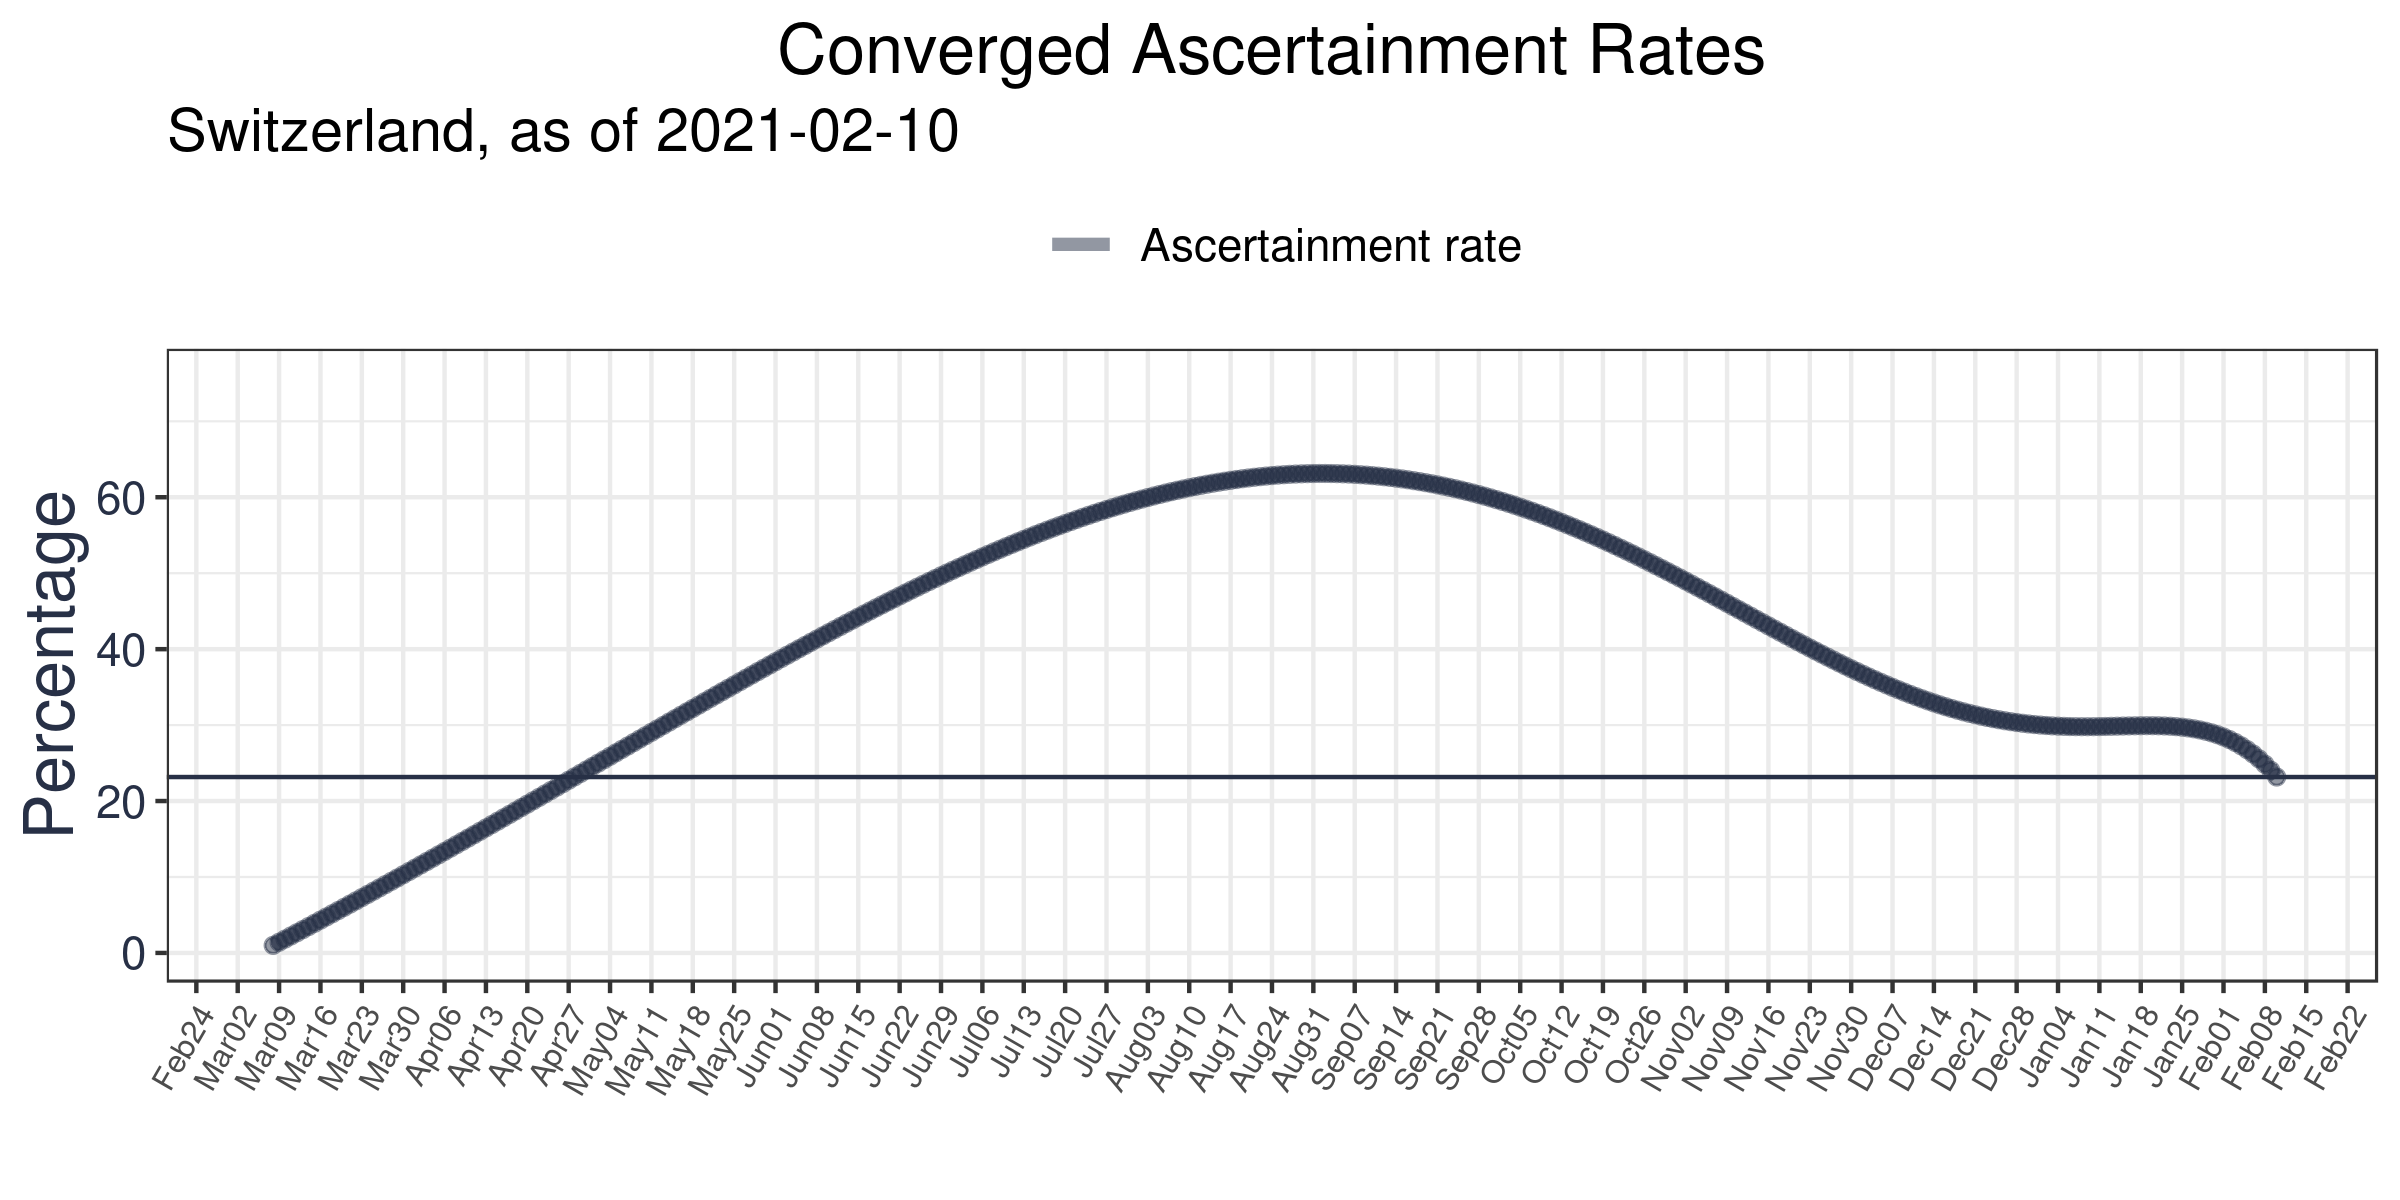 Converged Ascertainment Rates
Switzerland, as of 2021-02-10
Ascertainment rate
Percentage
60
40
20
0
Feb24 Mar02 Mar09 Mar16 Mar23 Mar30 Apr06 Apr13 Apr20 Apr27 May04 May11 May18 May25 Jun01 Jun08 Jun15 Jun22 Jun29 Jul06 Jul13 Jul20 Jul27 Aug03 Aug10 Aug17 Aug24 Aug31 Sep07 Sep14 Sep21 Sep28 Oct05 Oct12 Oct19 Oct26 Nov02 Nov09 Nov16 Nov23 Nov30 Dec07 Dec14 Dec21 Dec28 Jan04 Jan11 Jan18 Jan25 Feb01 Feb08 Feb15 Feb22